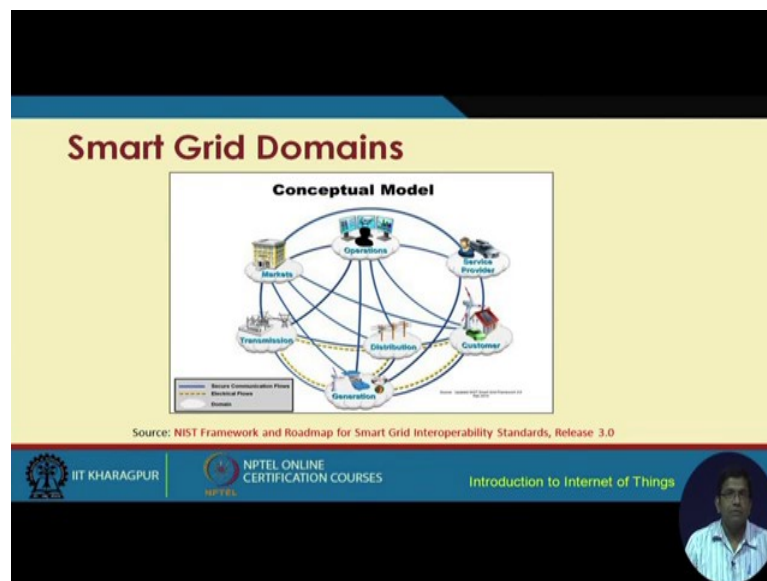 Smart Grid Domains
Conceptual Model
Operations
Markets
Service
Provider
Transmission
Distribution
Customer
Generation
Secure Communication Flows
Electrical Flows
Domain
Source: NIST Framework and Roadmap for Smart Grid Interoperability Standards, Release 3.0
IIT KHARAGPUR
NPTEL
NPTEL ONLINE
CERTIFICATION COURSES
Introduction to Internet of Things